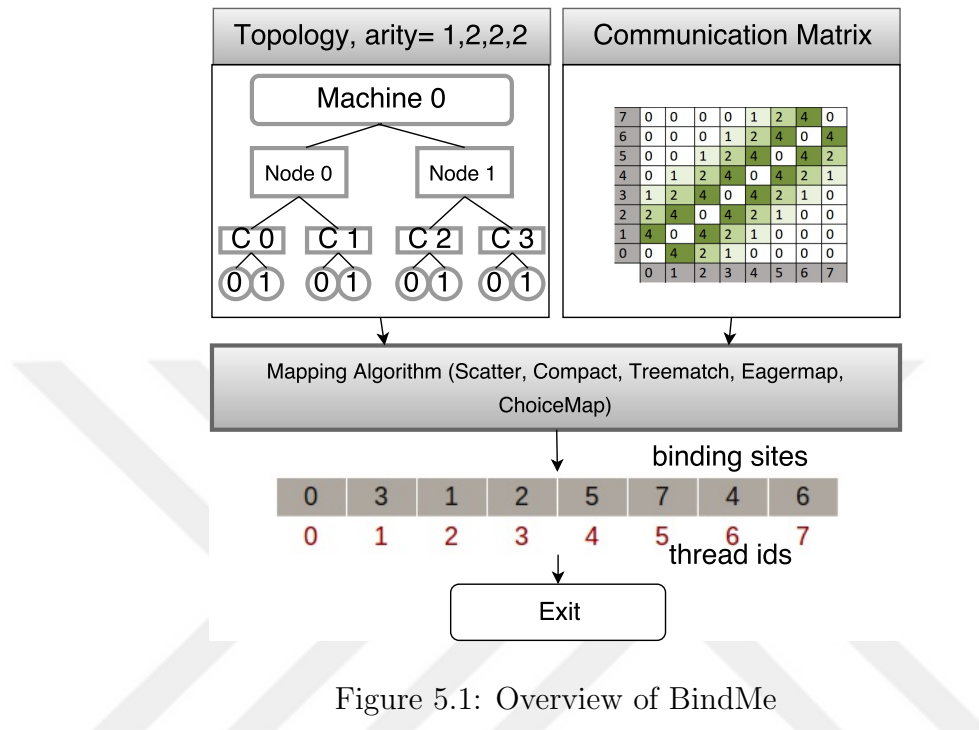 Topology, arity= 1,2,2,2
Machine 0
Node 0 Node 1
C 0 C 1 C 2 C 3
0 1 0 1 0 1 0 1
Communication Matrix
7 0 0 0 0 1 2 4 0
6 0 0 0 1 2 4 0 4
5 0 0 1 2 4 0 4 2
4 0 1 2 4 0 4 2 1
3 1 2 4 0 4 2 1 0
2 2 4 0 4 2 1 0 0
1 4 0 4 2 1 0 0 0
0 0 4 2 1 0 0 0 0
0 1 2 3 4 5 6 7
Mapping Algorithm (Scatter, Compact, Treematch, Eagermap,
ChoiceMap)
binding sites
0 3 1 2 5 7 4 6
0 1 2 3 4 5 6 7
thread ids
Exit
Figure 5.1: Overview of BindMe